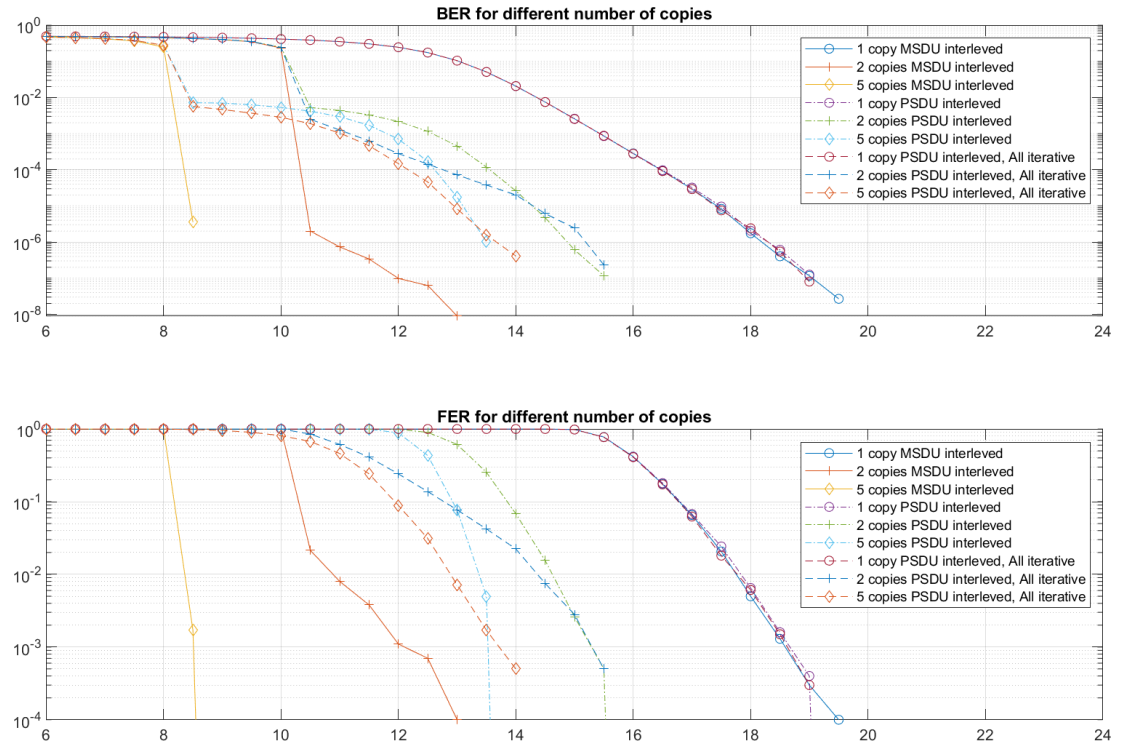 BER for different number of copies
10^0
10^-2
10^-4
10^-6
10^-8
6 8 10 12 14 16 18 20 22 24
1 copy MSDU interleved
2 copies MSDU interleved
5 copies MSDU interleved
1 copy PSDU interleved
2 copies PSDU interleved
5 copies PSDU interleved
1 copy PSDU interleved, All iterative
2 copies PSDU interleved, All iterative
5 copies PSDU interleved, All iterative
FER for different number of copies
10^0
10^-1
10^-2
10^-3
10^-4
6 8 10 12 14 16 18 20 22 24
1 copy MSDU interleved
2 copies MSDU interleved
5 copies MSDU interleved
1 copy PSDU interleved
2 copies PSDU interleved
5 copies PSDU interleved
1 copy PSDU interleved, All iterative
2 copies PSDU interleved, All iterative
5 copies PSDU interleved, All iterative